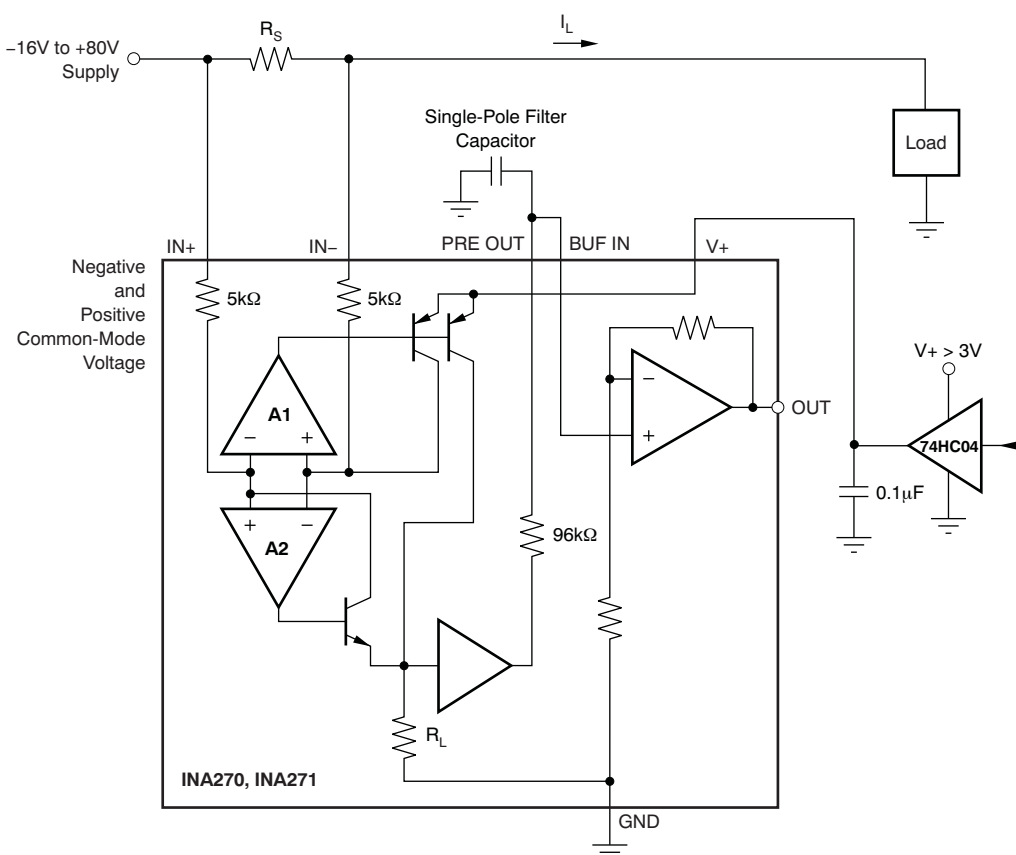 −16V to +80V
Supply
R_S
I_L
Single-Pole Filter
Capacitor
Load
IN+
IN−
PRE OUT
BUF IN
V+
Negative
and
Positive
Common-Mode
Voltage
5kΩ
5kΩ
V+ > 3V
A1
− +
−
+
OUT
74HC04
0.1µF
+ −
A2
96kΩ
R_L
INA270, INA271
GND